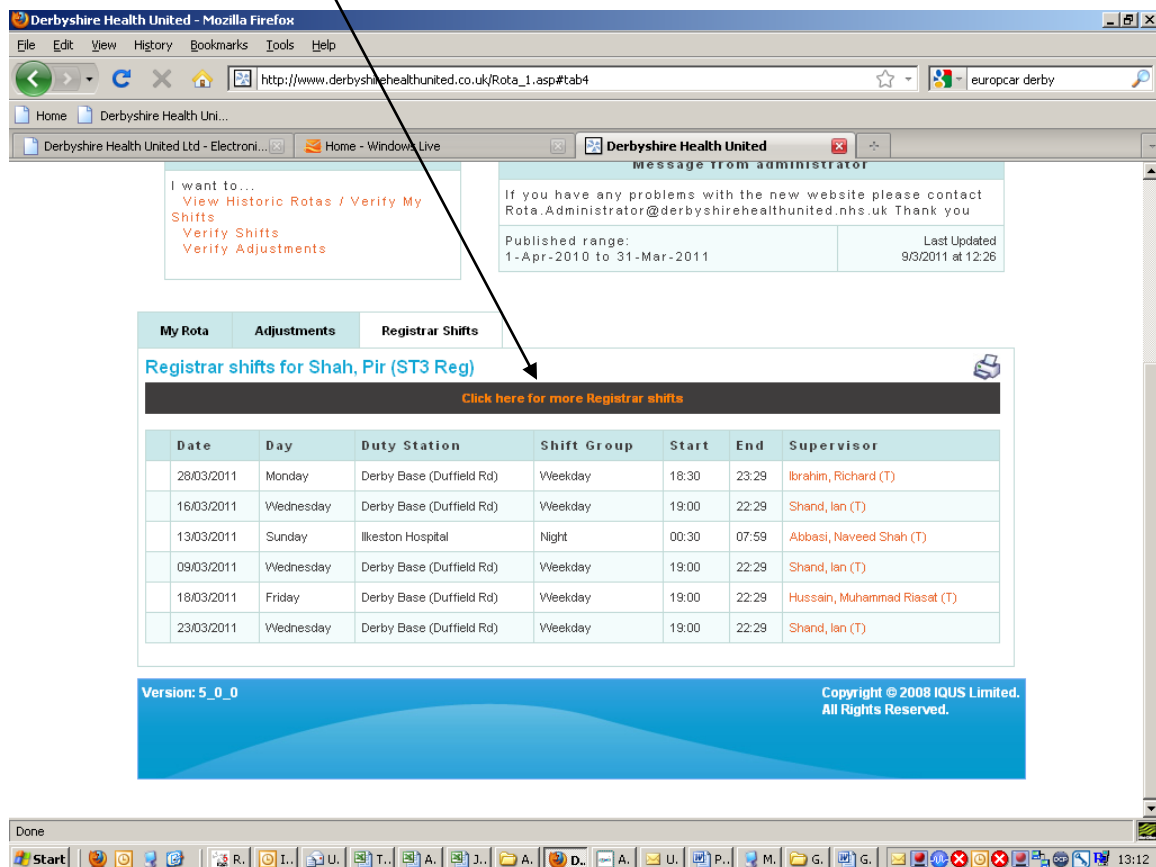 Derbyshire Health United - Mozilla Firefox
File Edit View History Bookmarks Tools Help
http://www.derbyshirehealthunited.co.uk/Rota_1.asp#tab4
europcar derby
Home Derbyshire Health Uni...
Derbyshire Health United Ltd - Electroni... Home - Windows Live Derbyshire Health United
Message from administrator
I want to...
View Historic Rotas / Verify My
Shifts
Verify Shifts
Verify Adjustments
If you have any problems with the new website please contact
Rota.Administrator@derbyshirehealthunited.nhs.uk Thank you
Published range:
1-Apr-2010 to 31-Mar-2011
Last Updated
9/3/2011 at 12:26
My Rota Adjustments Registrar Shifts
Registrar shifts for Shah, Pir (ST3 Reg)
Click here for more Registrar shifts
Date Day Duty Station Shift Group Start End Supervisor
28/03/2011 Monday Derby Base (Duffield Rd) Weekday 18:30 23:29 Ibrahim, Richard (T)
16/03/2011 Wednesday Derby Base (Duffield Rd) Weekday 19:00 22:29 Shand, Ian (T)
13/03/2011 Sunday Ilkeston Hospital Night 00:30 07:59 Abbasi, Naveed Shah (T)
09/03/2011 Wednesday Derby Base (Duffield Rd) Weekday 19:00 22:29 Shand, Ian (T)
18/03/2011 Friday Derby Base (Duffield Rd) Weekday 19:00 22:29 Hussain, Muhammad Riasat (T)
23/03/2011 Wednesday Derby Base (Duffield Rd) Weekday 19:00 22:29 Shand, Ian (T)
Version: 5_0_0
Copyright © 2008 IQUS Limited.
All Rights Reserved.
Done
Start R. I.. U. T.. A. J.. A. D.. A. U. P.. M. G. G. 13:12